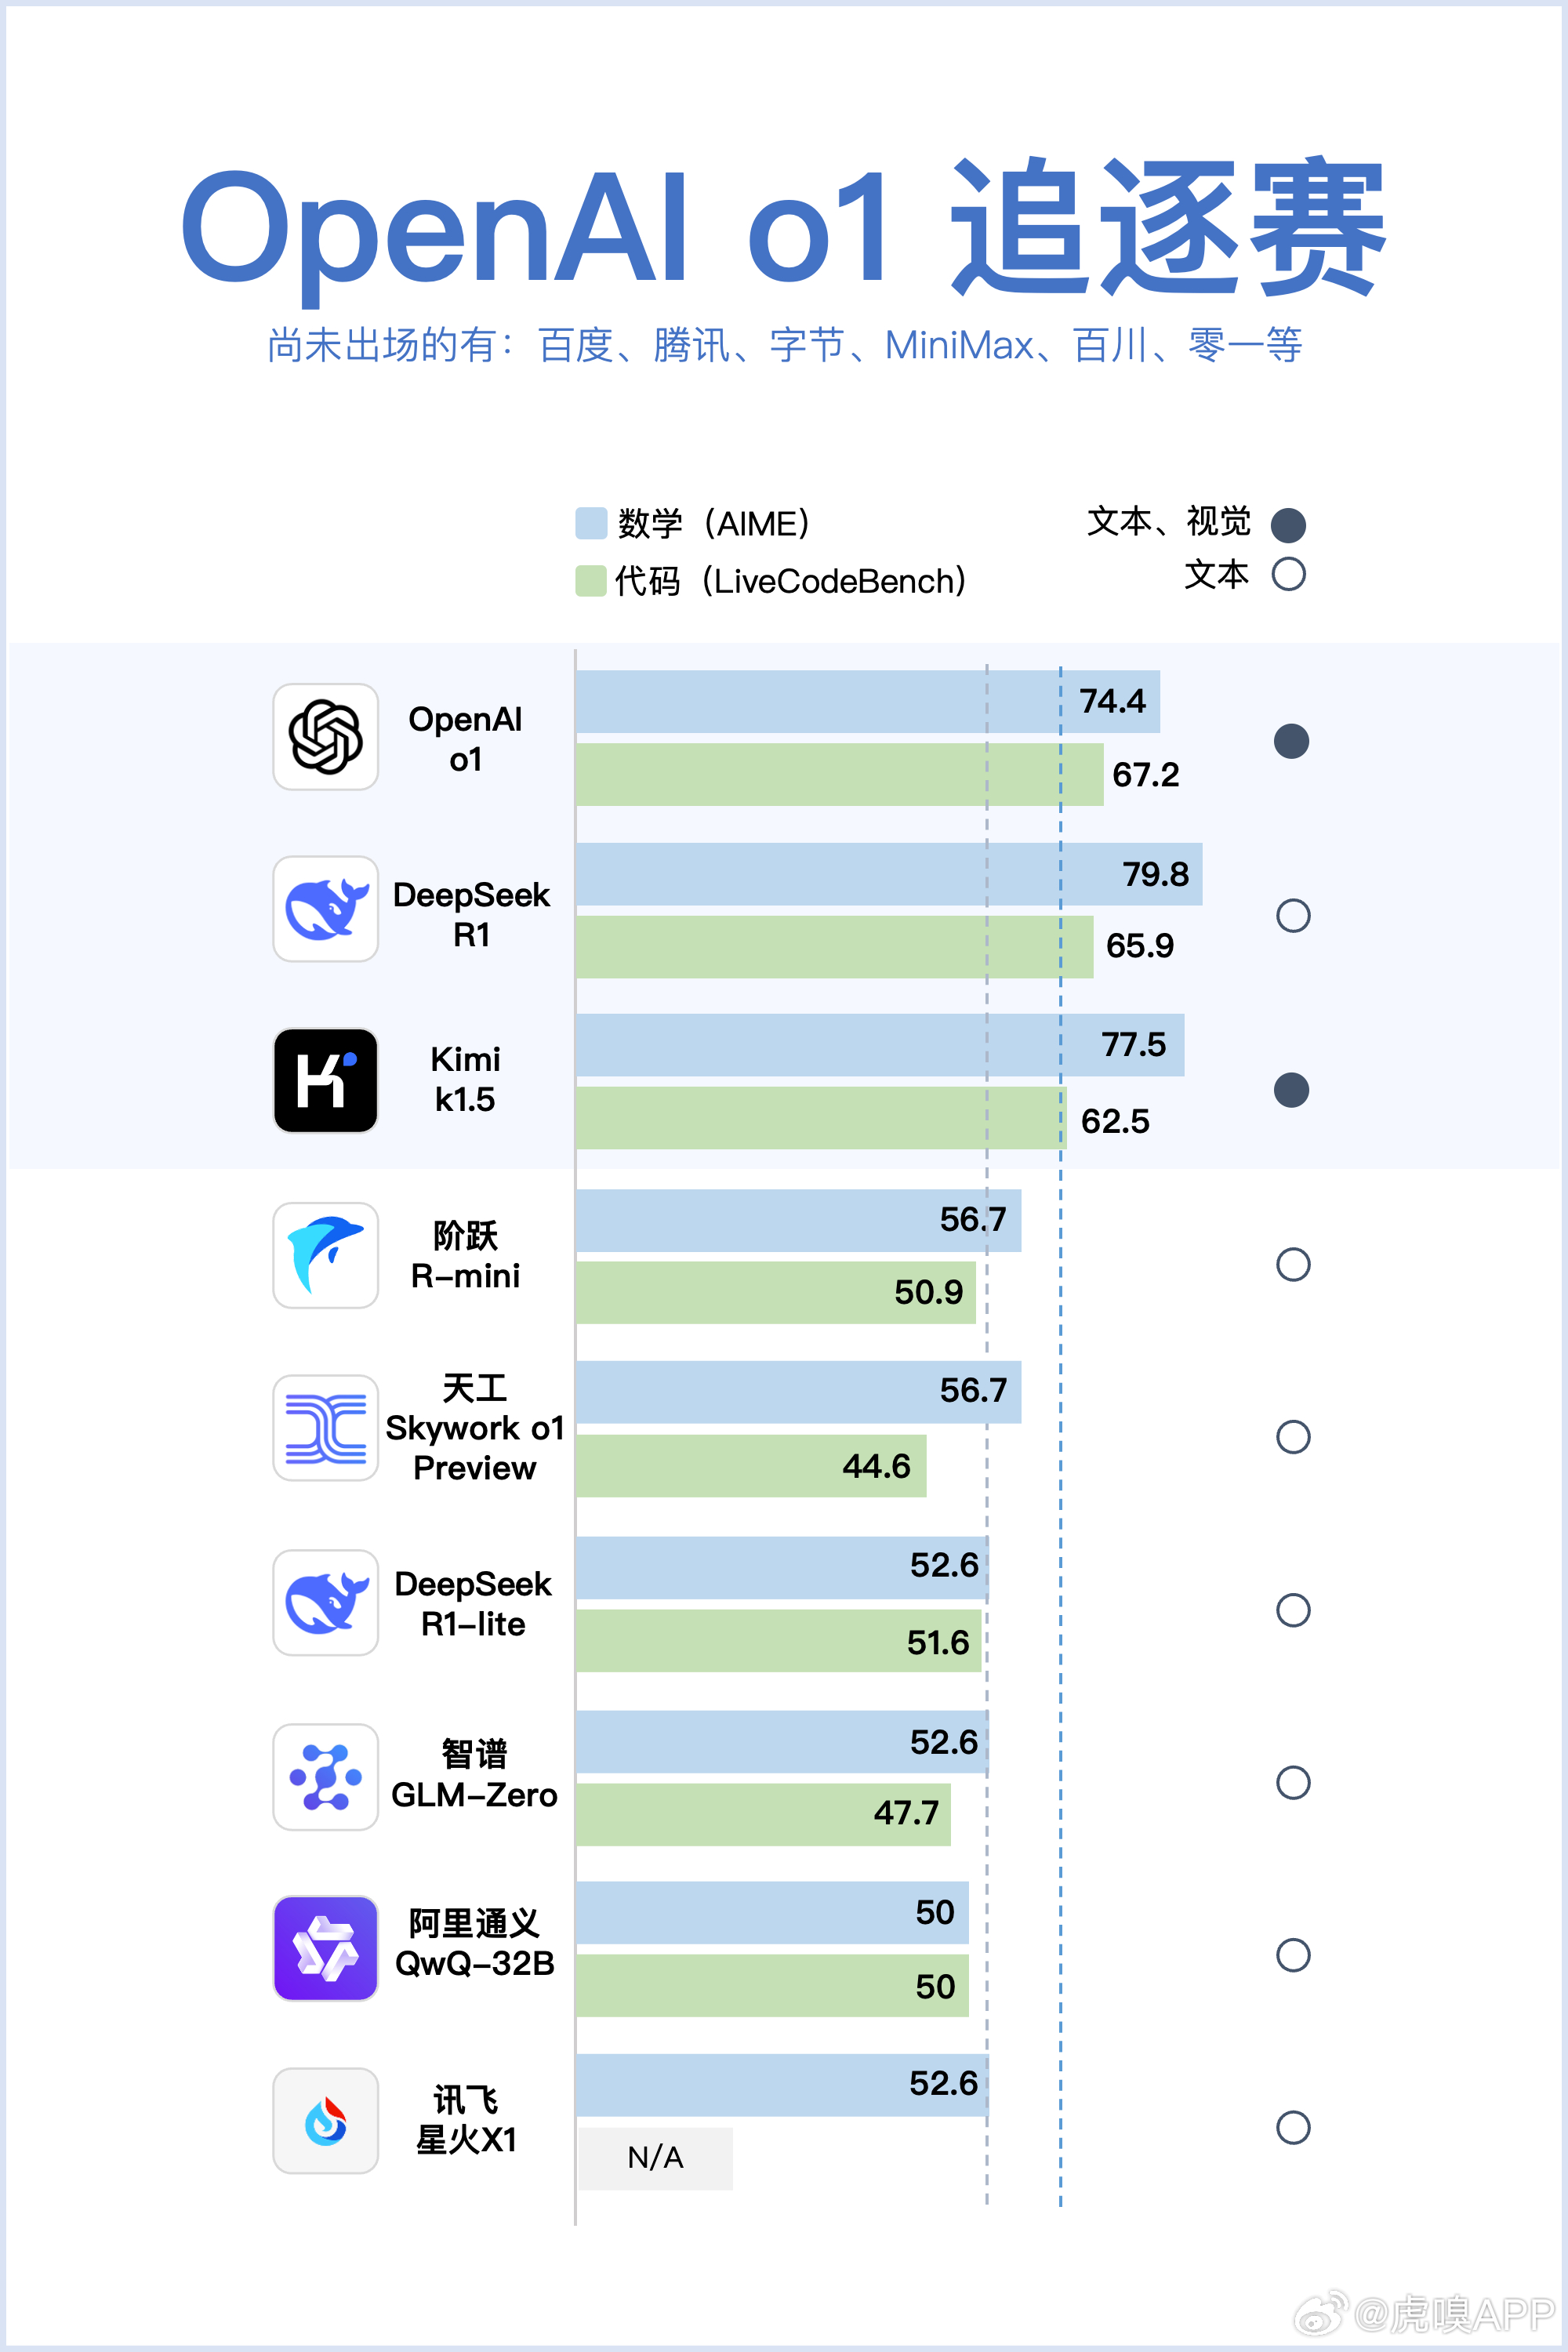 OpenAI o1 追逐赛
尚未出场的有：百度、腾讯、字节、MiniMax、百川、零一等
数学（AIME）
文本、视觉
代码（LiveCodeBench）
文本
OpenAI
o1
74.4
67.2
DeepSeek
R1
79.8
65.9
Kimi
k1.5
77.5
62.5
阶跃
R-mini
56.7
50.9
天工
Skywork o1
Preview
56.7
44.6
DeepSeek
R1-lite
52.6
51.6
智谱
GLM-Zero
52.6
47.7
阿里通义
QwQ-32B
50
50
讯飞
星火X1
52.6
N/A
@虎嗅APP